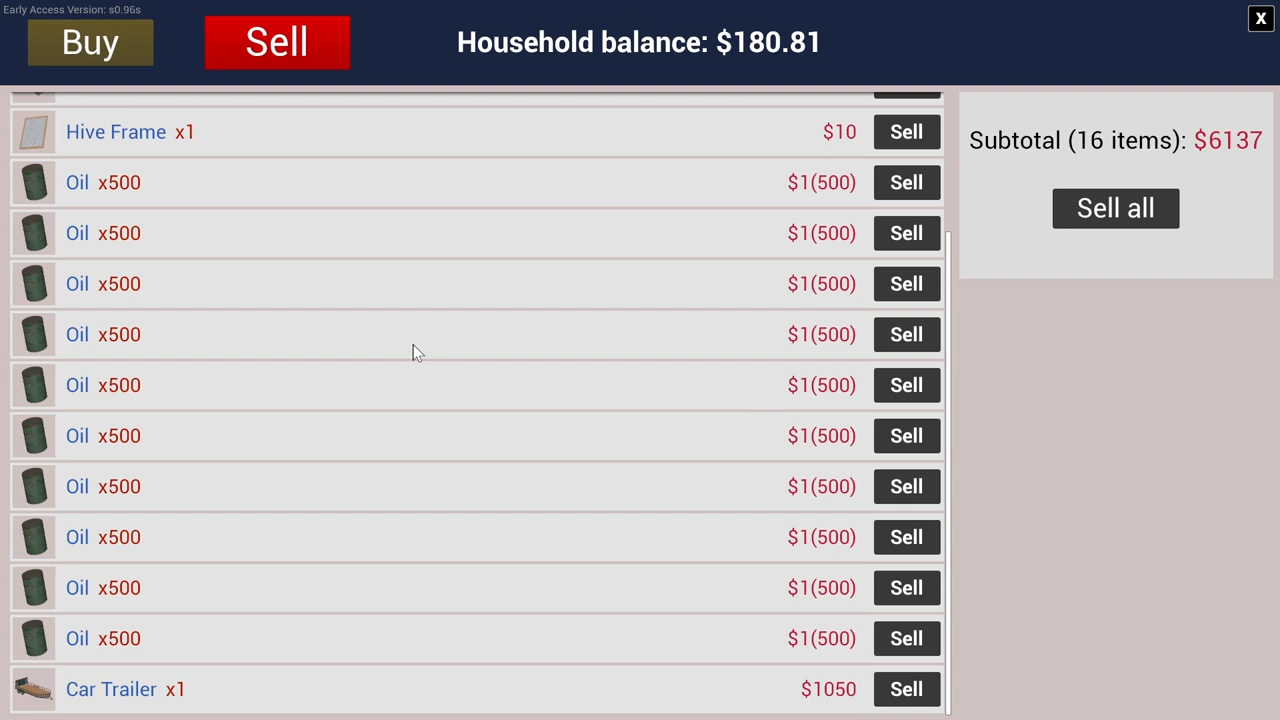 Early Access Version: s0.96s
Buy Sell Household balance: $180.81 X
Hive Frame x1 $10 Sell
Subtotal (16 items): $6137
Oil x500 $1(500) Sell
Sell all
Oil x500 $1(500) Sell
Oil x500 $1(500) Sell
Oil x500 $1(500) Sell
Oil x500 $1(500) Sell
Oil x500 $1(500) Sell
Oil x500 $1(500) Sell
Oil x500 $1(500) Sell
Oil x500 $1(500) Sell
Oil x500 $1(500) Sell
Car Trailer x1 $1050 Sell